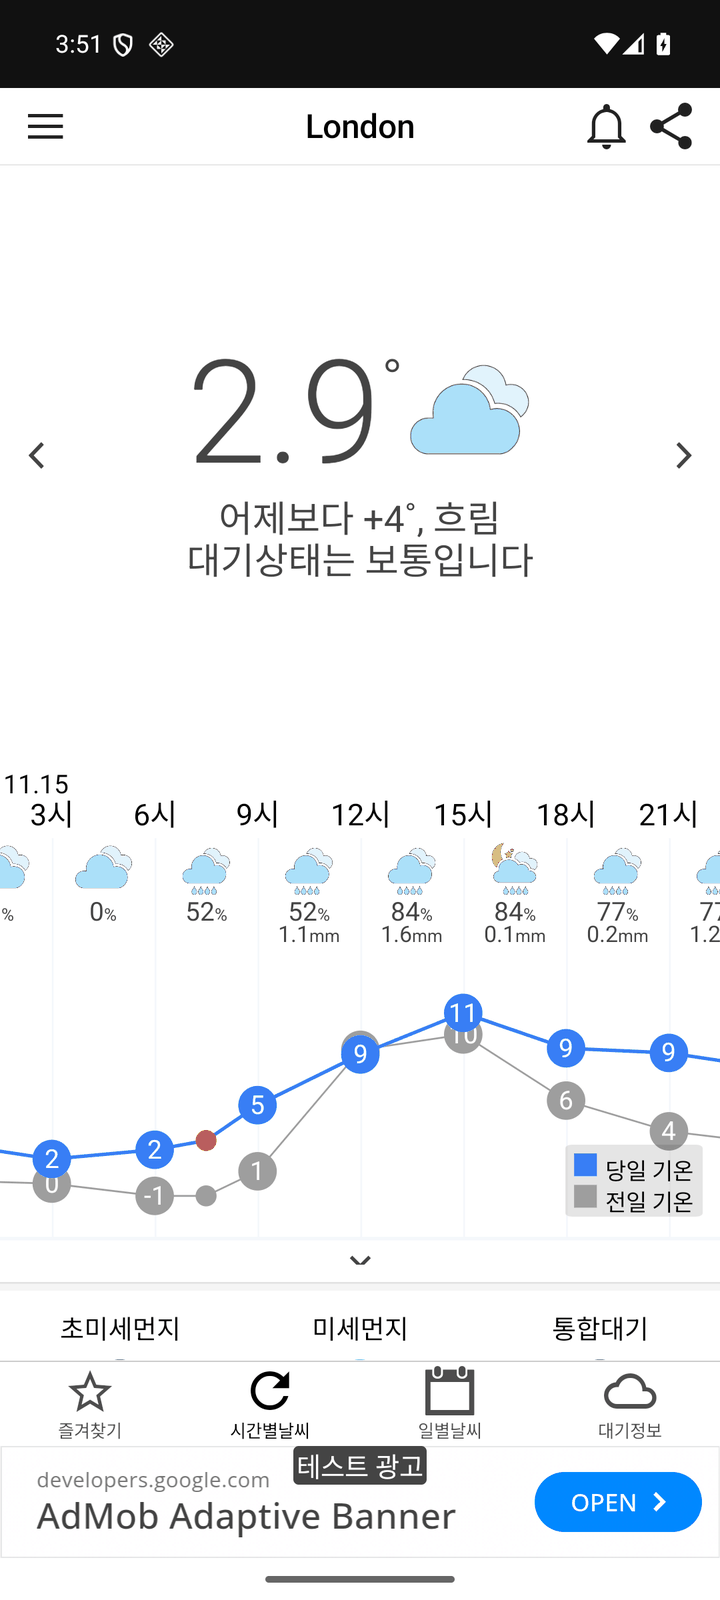 3:51
London
2.9°
어제보다 +4°, 흐림
대기상태는 보통입니다
11.15
3시 6시 9시 12시 15시 18시 21시
% 0% 52% 52% 84% 84% 77% 77
1.1mm 1.6mm 0.1mm 0.2mm 1.2
11
10
9 9 9
5 6
4
2 2
0 -1 1
당일 기온
전일 기온
초미세먼지 미세먼지 통합대기
즐겨찾기 시간별날씨 일별날씨 대기정보
테스트 광고
developers.google.com
AdMob Adaptive Banner
OPEN